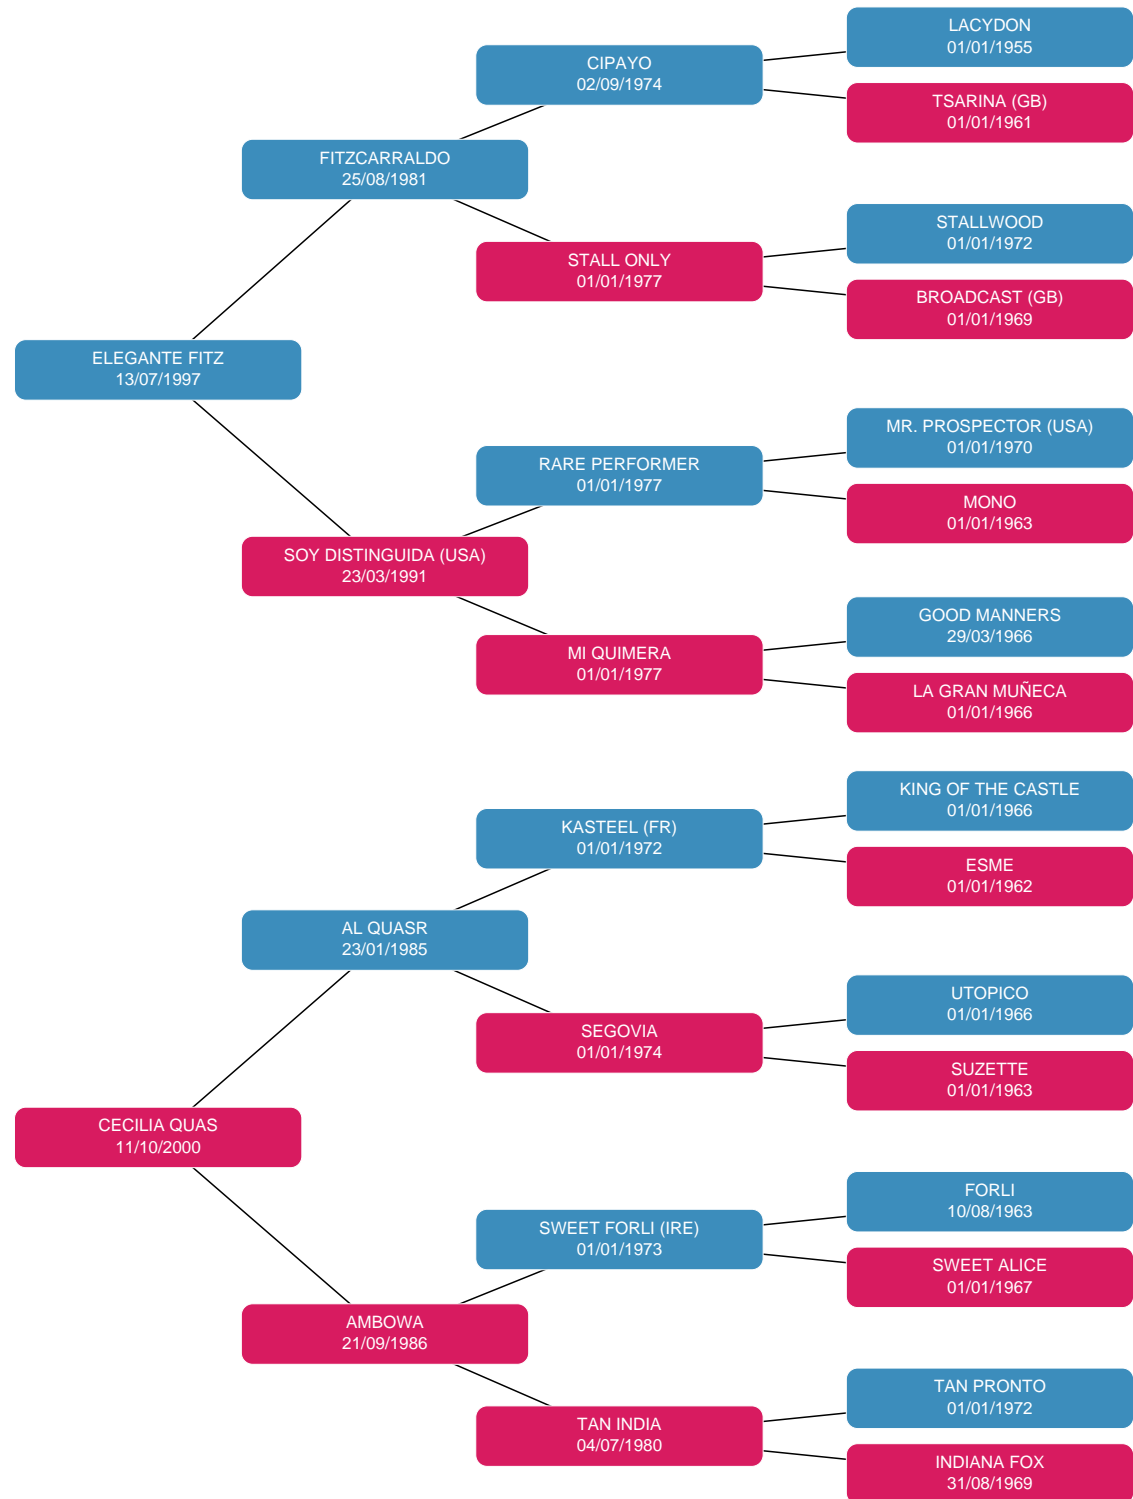 LACYDON
01/01/1955
CIPAYO
02/09/1974
TSARINA (GB)
01/01/1961
FITZCARRALDO
25/08/1981
STALLWOOD
01/01/1972
STALL ONLY
01/01/1977
BROADCAST (GB)
01/01/1969
ELEGANTE FITZ
13/07/1997
MR. PROSPECTOR (USA)
01/01/1970
RARE PERFORMER
01/01/1977
MONO
01/01/1963
SOY DISTINGUIDA (USA)
23/03/1991
GOOD MANNERS
29/03/1966
MI QUIMERA
01/01/1977
LA GRAN MUÑECA
01/01/1966
KING OF THE CASTLE
01/01/1966
KASTEEL (FR)
01/01/1972
ESME
01/01/1962
AL QUASR
23/01/1985
UTOPICO
01/01/1966
SEGOVIA
01/01/1974
SUZETTE
01/01/1963
CECILIA QUAS
11/10/2000
FORLI
10/08/1963
SWEET FORLI (IRE)
01/01/1973
SWEET ALICE
01/01/1967
AMBOWA
21/09/1986
TAN PRONTO
01/01/1972
TAN INDIA
04/07/1980
INDIANA FOX
31/08/1969